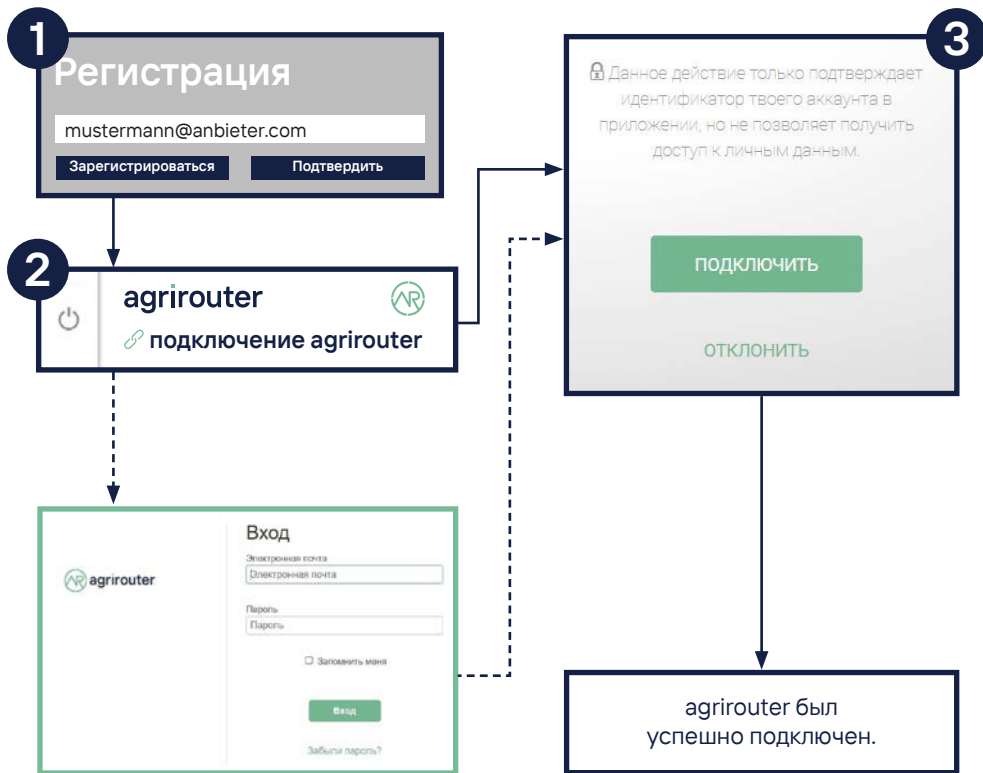 1
Регистрация
mustermann@anbieter.com
Зарегистрироваться
Подтвердить
2
agrirouter
AR
подключение agrirouter
agrirouter
AR
Вход
Электронная почта
Электронная почта
Пароль
Пароль
Запомнить меня
Вход
Забыли пароль?
3
Данное действие только подтверждает
идентификатор твоего аккаунта в
приложении, но не позволяет получить
доступ к личным данным.
ПОДКЛЮЧИТЬ
ОТКЛОНИТЬ
agrirouter был
успешно подключен.